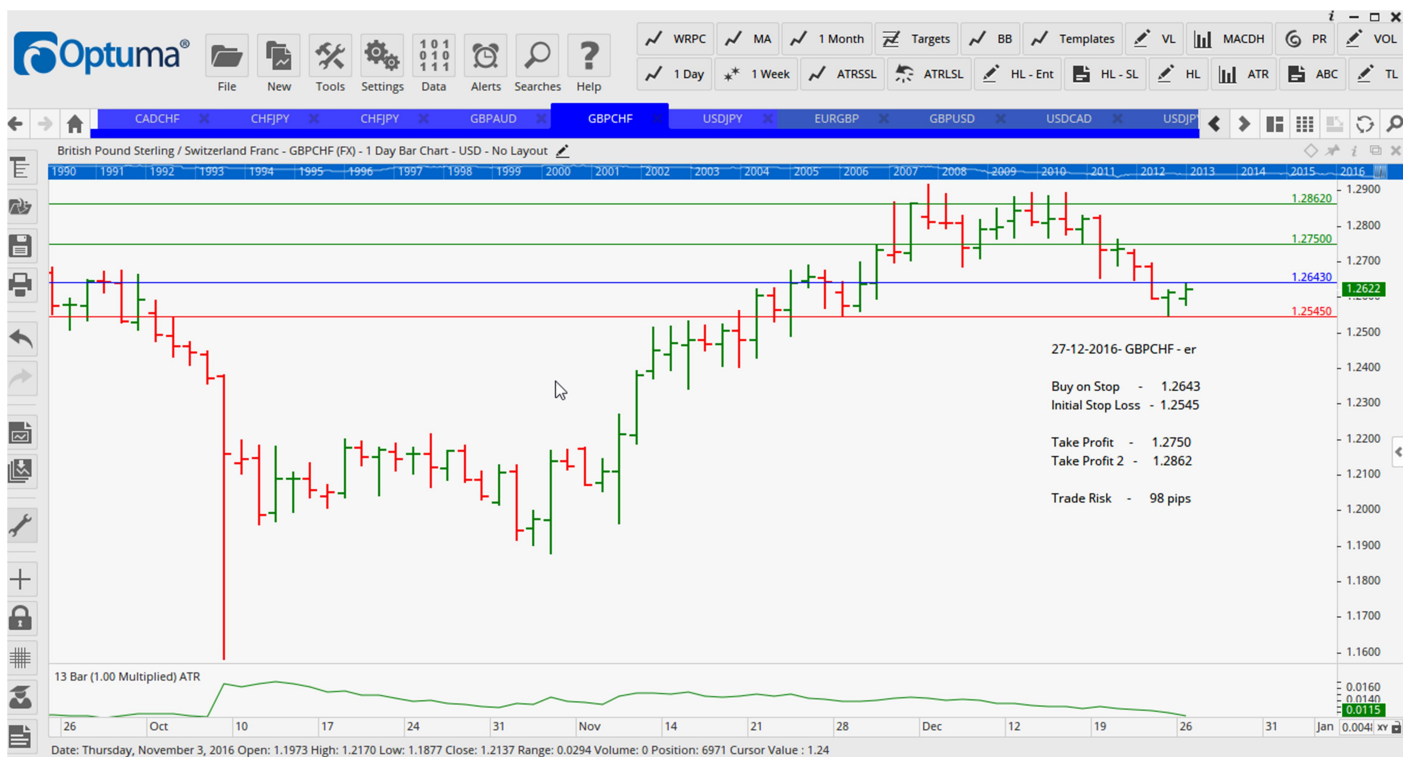 Optuma®
File New Tools Settings Data Alerts Searches Help
101
010
111
WRPC MA 1 Month Targets BB Templates VL MACDH PR VOL
1 Day 1 Week ATRSSL ATRLSL HL - Ent HL - SL HL ATR ABC TL
CADCHF CHFJPY CHFJPY GBPAUD GBPCHF USDJPY EURGBP GBPUSD USDCAD USDJP
British Pound Sterling / Switzerland Franc - GBPCHF (FX) - 1 Day Bar Chart - USD - No Layout
1990 1991 1992 1993 1994 1995 1996 1997 1998 1999 2000 2001 2002 2003 2004 2005 2006 2007 2008 2009 2010 2011 2012 2013 2014 2015 2016
1.2900
1.28620
1.2800
1.27500
1.2700
1.26430
1.2622
1.25450
1.2500
27-12-2016- GBPCHF - er
1.2400
Buy on Stop - 1.2643
Initial Stop Loss - 1.2545
1.2300
Take Profit - 1.2750
1.2200
Take Profit 2 - 1.2862
1.2100
Trade Risk - 98 pips
1.2000
1.1900
1.1800
1.1700
1.1600
13 Bar (1.00 Multiplied) ATR
0.0160
0.0140
0.0115
26 Oct 10 17 24 31 Nov 14 21 28 Dec 12 19 26 31 Jan XY
Date: Thursday, November 3, 2016 Open: 1.1973 High: 1.2170 Low: 1.1877 Close: 1.2137 Range: 0.0294 Volume: 0 Position: 6971 Cursor Value : 1.24